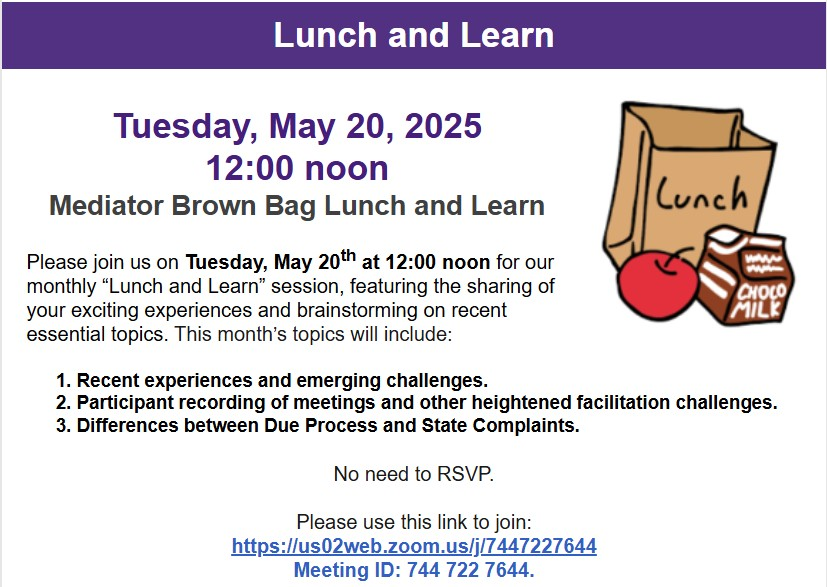 Lunch and Learn
Tuesday, May 20, 2025
12:00 noon
Mediator Brown Bag Lunch and Learn
Lunch
CHOCO
MILK
Please join us on Tuesday, May 20th at 12:00 noon for our
monthly “Lunch and Learn” session, featuring the sharing of
your exciting experiences and brainstorming on recent
essential topics. This month’s topics will include:
1. Recent experiences and emerging challenges.
2. Participant recording of meetings and other heightened facilitation challenges.
3. Differences between Due Process and State Complaints.
No need to RSVP.
Please use this link to join:
https://us02web.zoom.us/j/7447227644
Meeting ID: 744 722 7644.